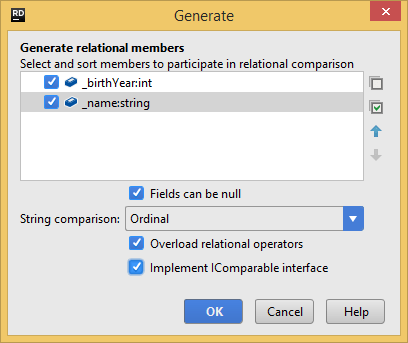 RD
Generate
Generate relational members
Select and sort members to participate in relational comparison
_birthYear:int
_name:string
Fields can be null
String comparison: Ordinal
Overload relational operators
Implement IComparable interface
OK Cancel Help